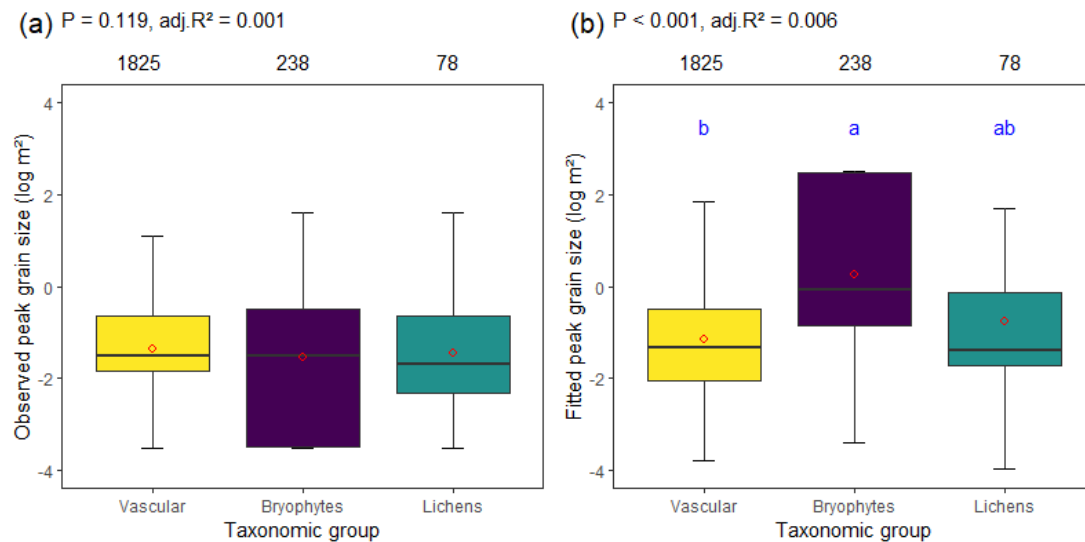 (a) P = 0.119, adj.R² = 0.001
1825 238 78
Observed peak grain size (log m²)
4
2
0
-2
-4
Vascular Bryophytes Lichens
Taxonomic group
(b) P < 0.001, adj.R² = 0.006
1825 238 78
Fitted peak grain size (log m²)
4
b a ab
2
0
-2
-4
Vascular Bryophytes Lichens
Taxonomic group